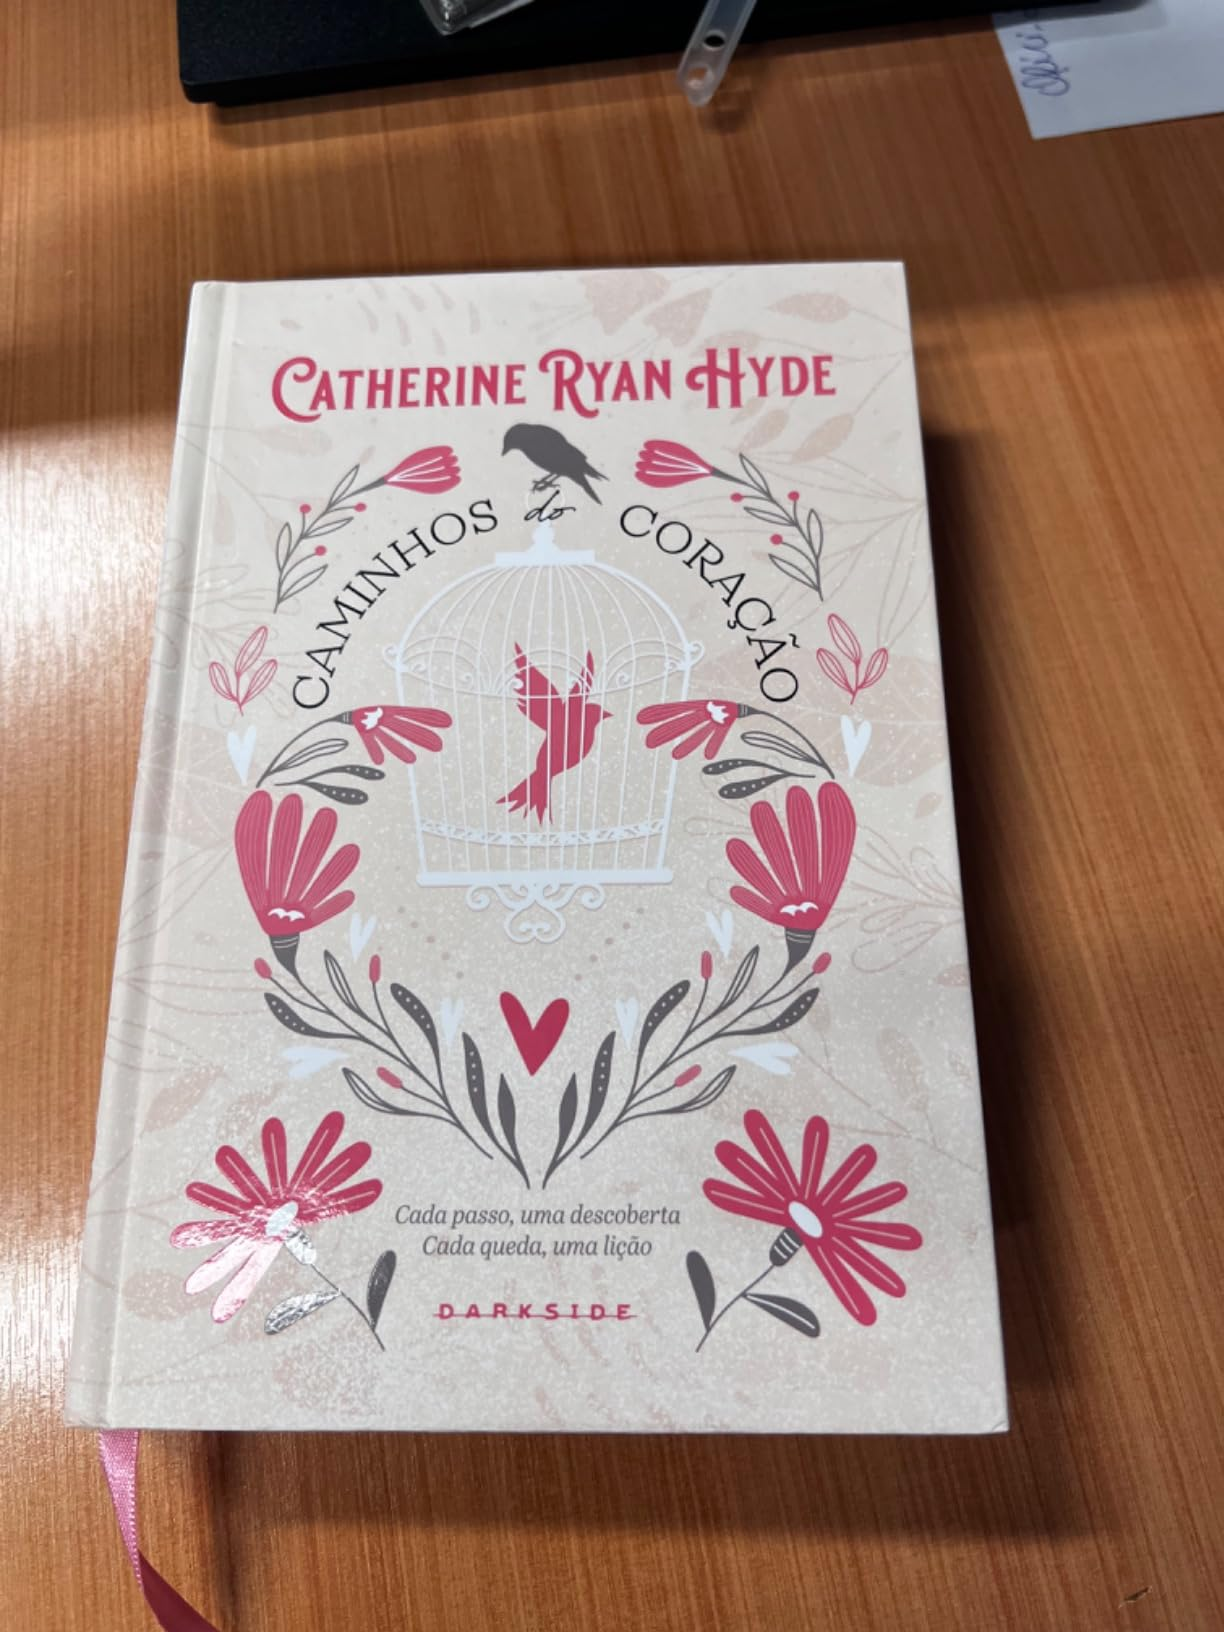 CATHERINE RYAN HYDE
CAMINHOS do CORAÇÃO
Cada passo, uma descoberta
Cada queda, uma lição
DARKSIDE